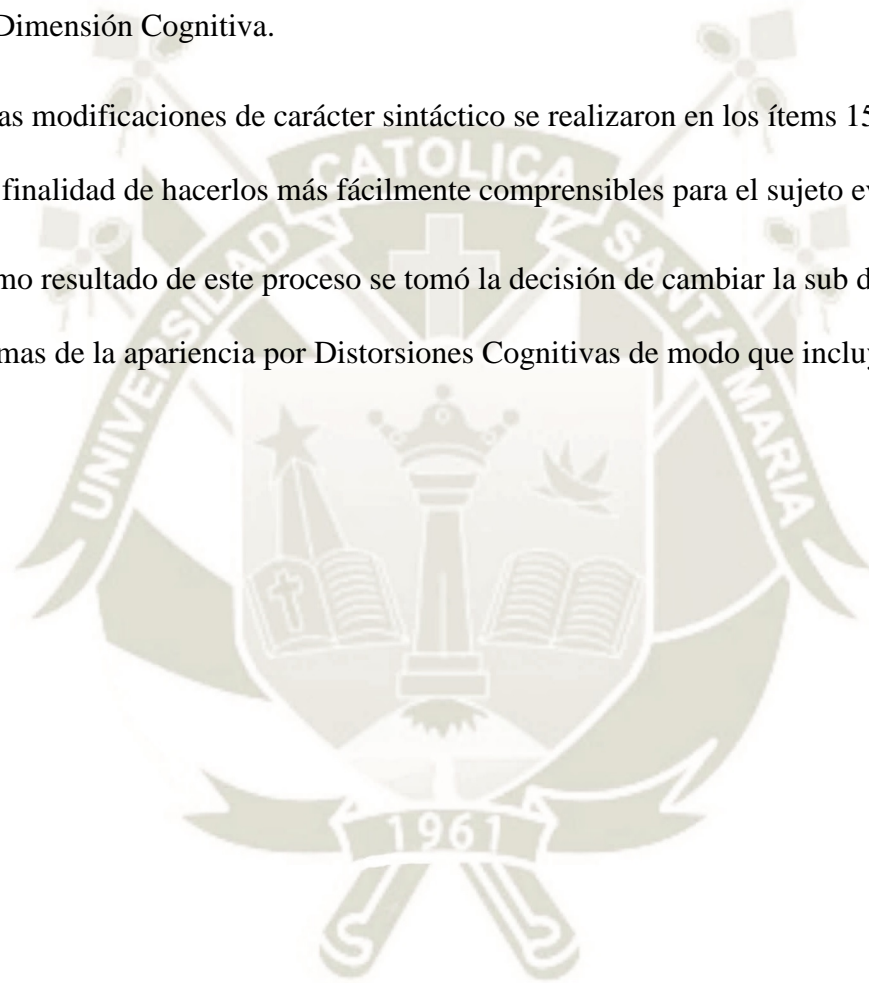 Dimensión Cognitiva.
as modificaciones de carácter sintáctico se realizaron en los ítems 15
finalidad de hacerlos más fácilmente comprensibles para el sujeto ev
mo resultado de este proceso se tomó la decisión de cambiar la sub d
mas de la apariencia por Distorsiones Cognitivas de modo que incluy
UNIVERSIDAD CATOLICA SANTA MARIA
1961